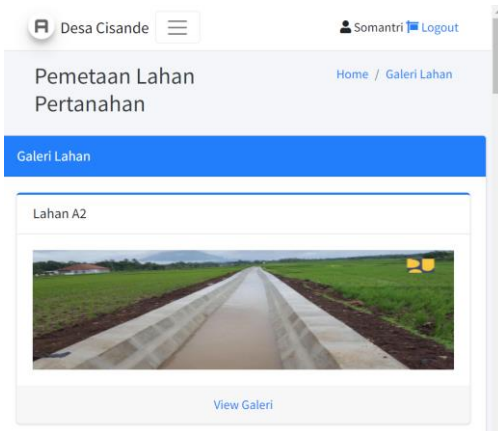 A Desa Cisande Somantri Logout
Pemetaan Lahan
Pertanahan
Home / Galeri Lahan
Galeri Lahan
Lahan A2
View Galeri